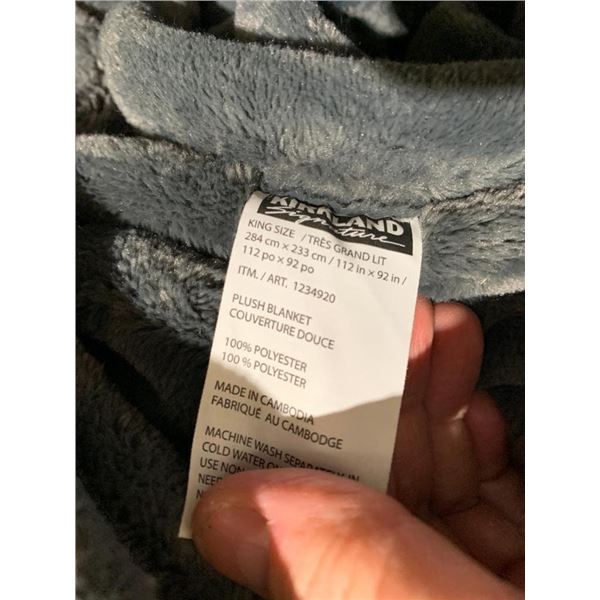 KIRKLAND
Signature
KING SIZE / TRÈS GRAND LIT
284 cm × 233 cm / 112 in × 92 in /
112 po × 92 po
ITM. / ART. 1234920
PLUSH BLANKET
COUVERTURE DOUCE
100% POLYESTER
100 % POLYESTER
MADE IN CAMBODIA
FABRIQUÉ AU CAMBODGE
MACHINE WASH SEPARATELY IN
COLD WATER
USE NON